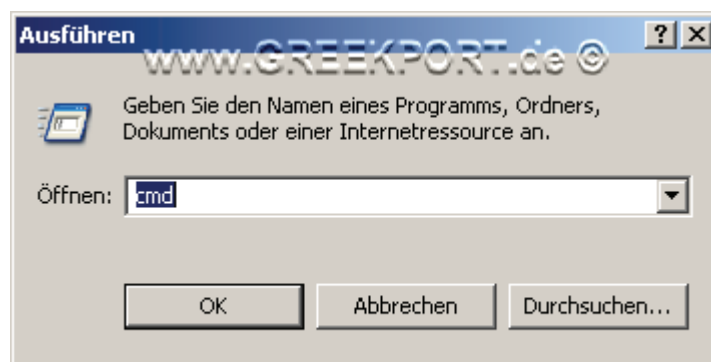 Ausführen
www.GREEKPORT.de ©
Geben Sie den Namen eines Programms, Ordners,
Dokuments oder einer Internetressource an.
Öffnen: cmd
OK Abbrechen Durchsuchen...